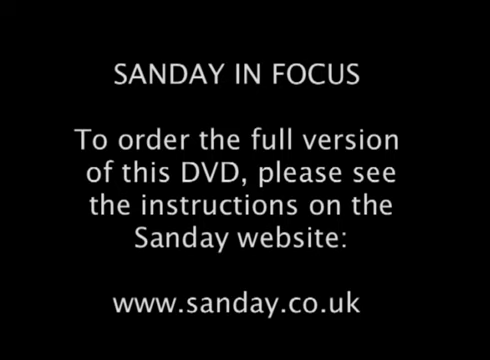 SANDAY IN FOCUS
To order the full version
of this DVD, please see
the instructions on the
Sanday website:
www.sanday.co.uk